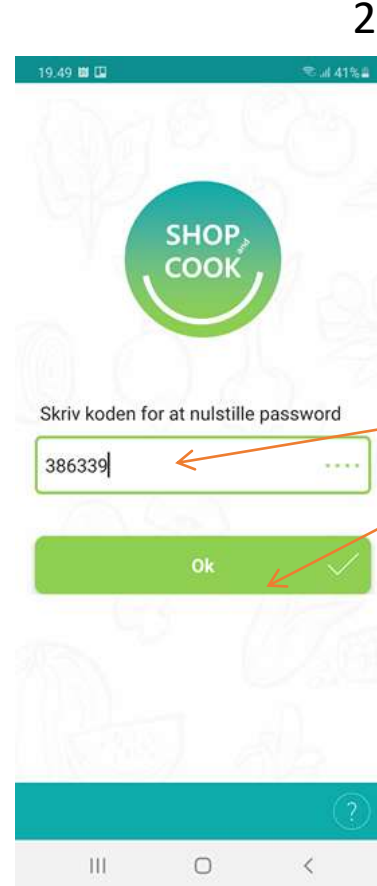 2
19.49
41%
SHOP
and
COOK
Skriv koden for at nulstille password
386339
Ok
?